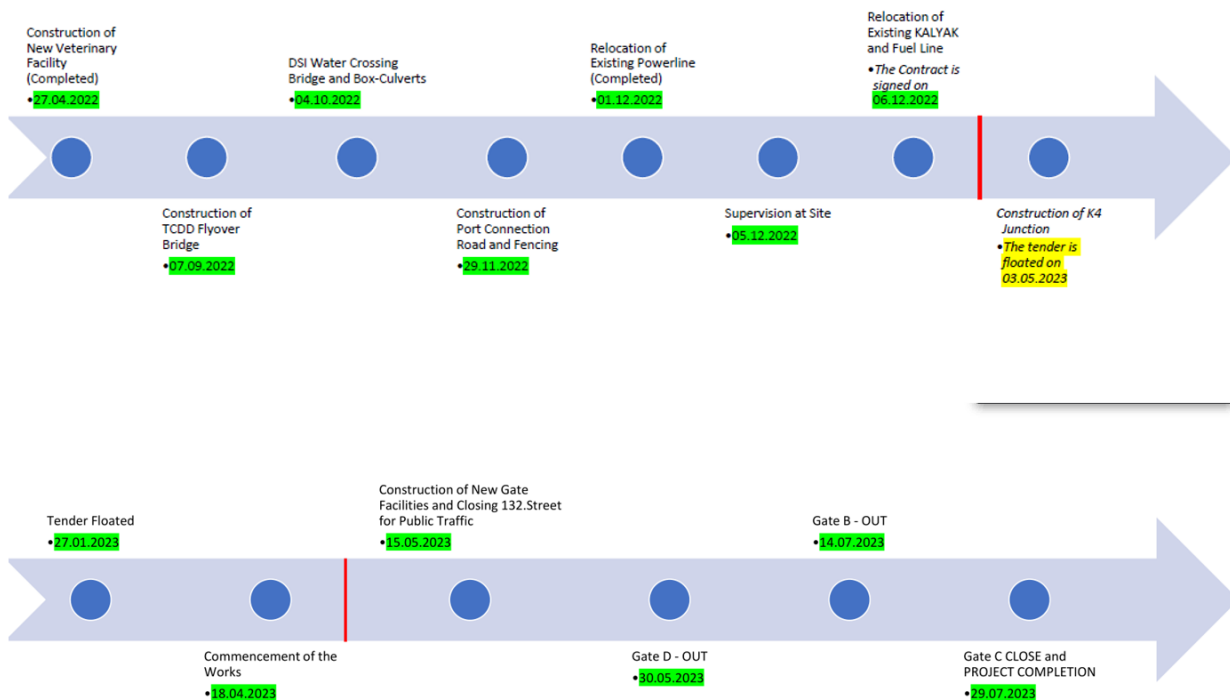 Construction of
New Veterinary
Facility
(Completed)
•27.04.2022
Construction of
TCDD Flyover
Bridge
•07.09.2022
DSI Water Crossing
Bridge and Box-Culverts
•04.10.2022
Construction of
Port Connection
Road and Fencing
•29.11.2022
Relocation of
Existing Powerline
(Completed)
•01.12.2022
Supervision at Site
•05.12.2022
Relocation of
Existing KALYAK
and Fuel Line
•The Contract is
signed on
06.12.2022
Construction of K4
Junction
•The tender is
floated on
03.05.2023
Tender Floated
•27.01.2023
Commencement of the
Works
•18.04.2023
Construction of New Gate
Facilities and Closing 132.Street
for Public Traffic
•15.05.2023
Gate D - OUT
•30.05.2023
Gate B - OUT
•14.07.2023
Gate C CLOSE and
PROJECT COMPLETION
•29.07.2023